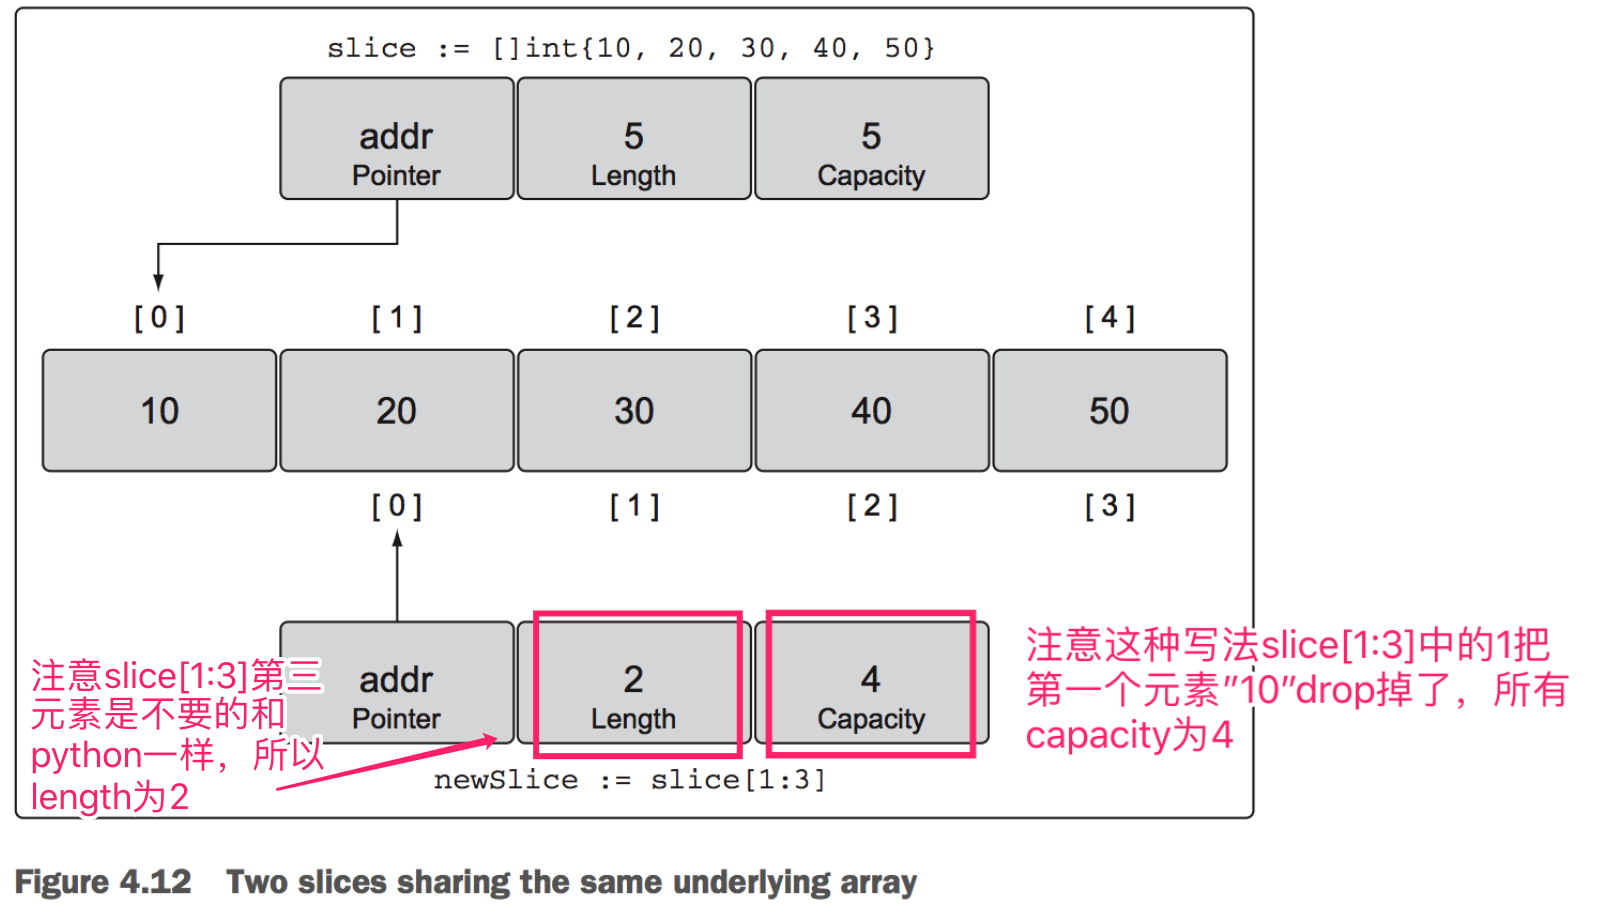 slice := []int{10, 20, 30, 40, 50}
addr
Pointer
5
Length
5
Capacity
[0] [1] [2] [3] [4]
10 20 30 40 50
[0] [1] [2] [3]
addr
Pointer
2
Length
4
Capacity
newSlice := slice[1:3]
注意slice[1:3]第三
元素是不要的和
python一样，所以
length为2
注意这种写法slice[1:3]中的1把
第一个元素"10"drop掉了，所有
capacity为4
Figure 4.12 Two slices sharing the same underlying array